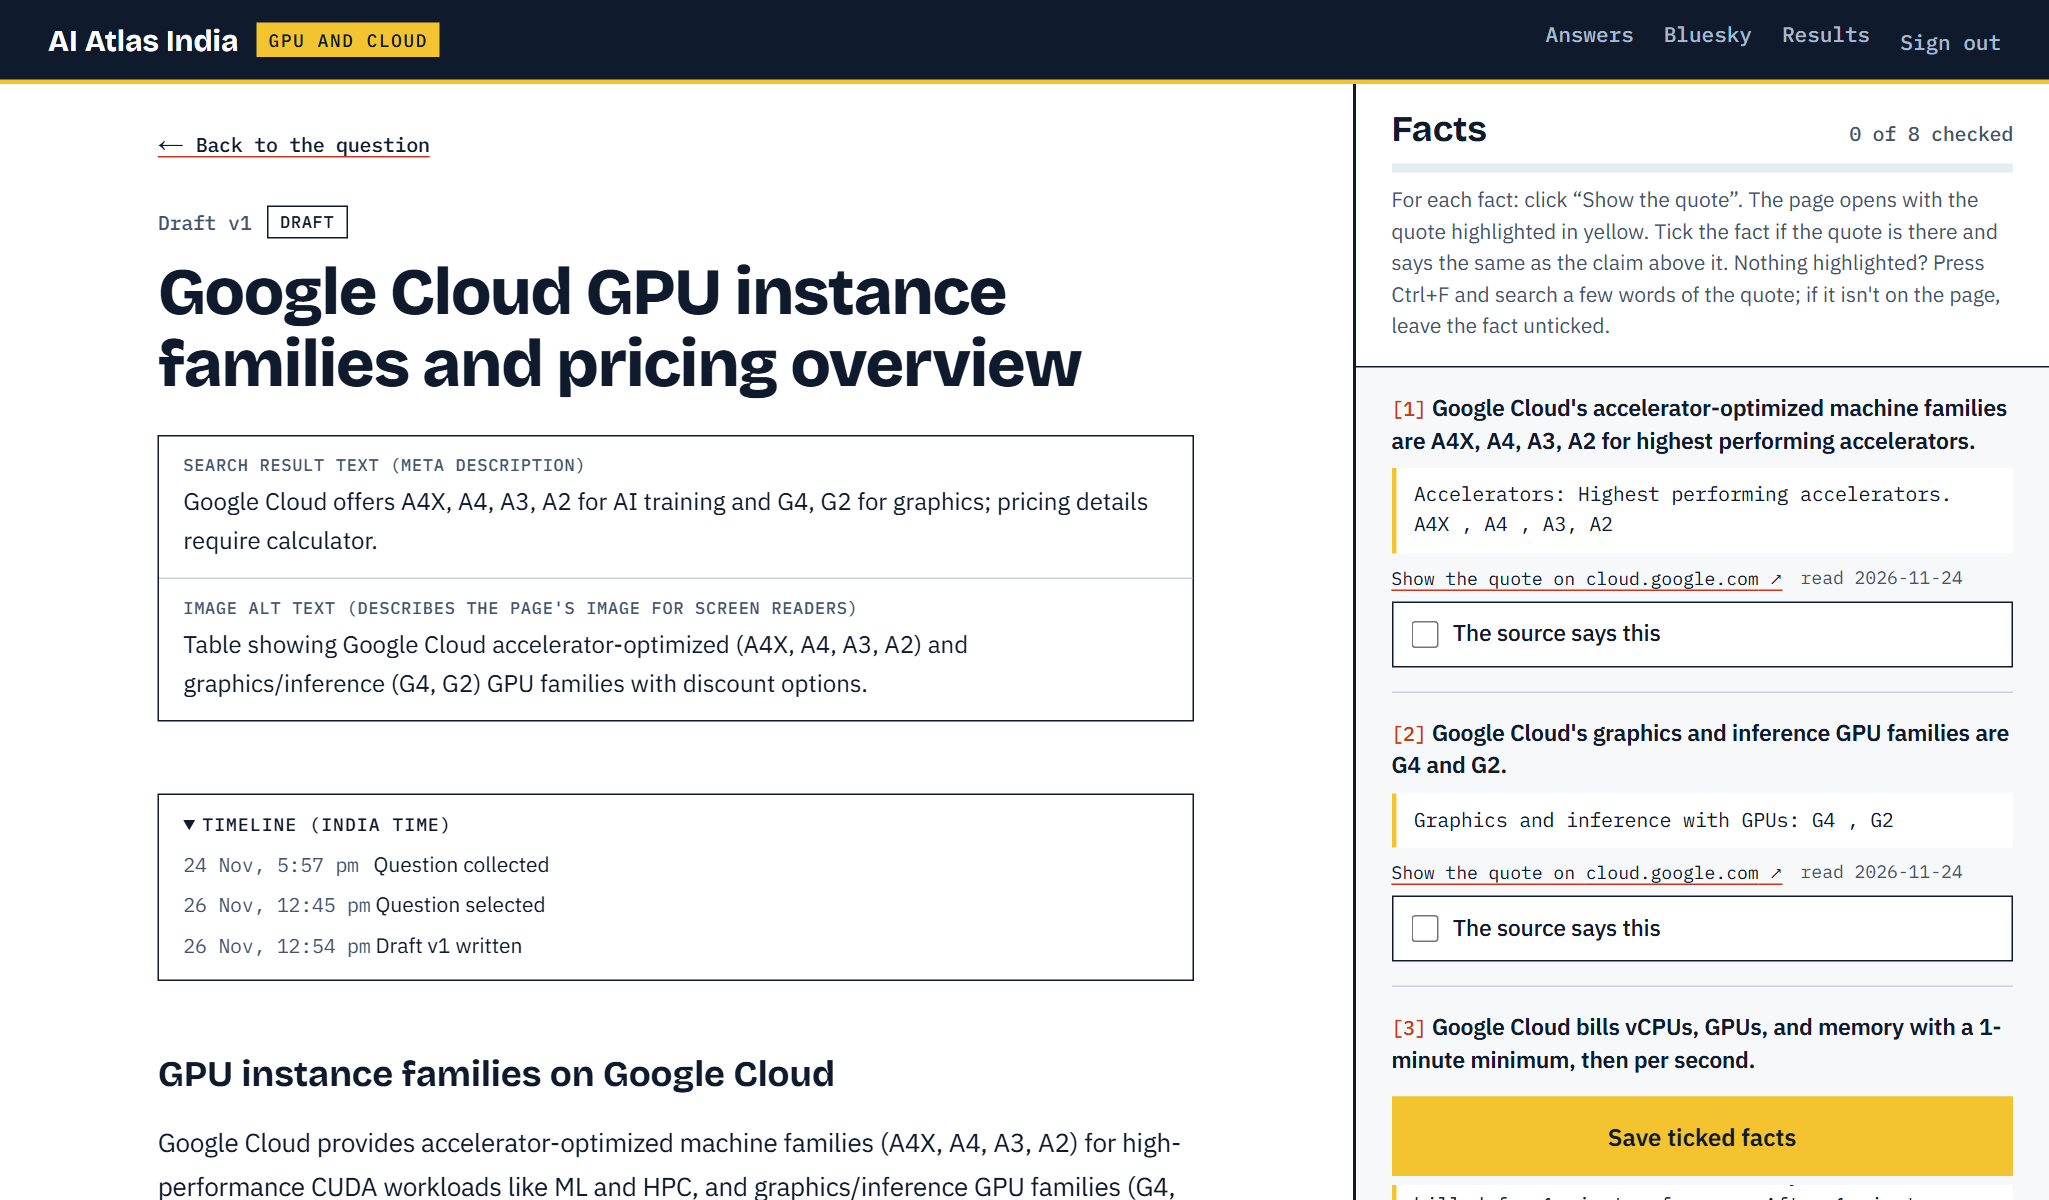 AI Atlas India
GPU AND CLOUD
Answers
Bluesky
Results
Sign out
← Back to the question
Draft v1
DRAFT
Google Cloud GPU instance
families and pricing overview
SEARCH RESULT TEXT (META DESCRIPTION)
Google Cloud offers A4X, A4, A3, A2 for AI training and G4, G2 for graphics; pricing details
require calculator.
IMAGE ALT TEXT (DESCRIBES THE PAGE'S IMAGE FOR SCREEN READERS)
Table showing Google Cloud accelerator-optimized (A4X, A4, A3, A2) and
graphics/inference (G4, G2) GPU families with discount options.
▼ TIMELINE (INDIA TIME)
24 Nov, 5:57 pm Question collected
26 Nov, 12:45 pm Question selected
26 Nov, 12:54 pm Draft v1 written
GPU instance families on Google Cloud
Google Cloud provides accelerator-optimized machine families (A4X, A4, A3, A2) for high-
performance CUDA workloads like ML and HPC, and graphics/inference GPU families (G4,
Facts
0 of 8 checked
For each fact: click “Show the quote”. The page opens with the
quote highlighted in yellow. Tick the fact if the quote is there and
says the same as the claim above it. Nothing highlighted? Press
Ctrl+F and search a few words of the quote; if it isn't on the page,
leave the fact unticked.
[1] Google Cloud's accelerator-optimized machine families
are A4X, A4, A3, A2 for highest performing accelerators.
Accelerators: Highest performing accelerators.
A4X , A4 , A3, A2
Show the quote on cloud.google.com ↗ read 2026-11-24
The source says this
[2] Google Cloud's graphics and inference GPU families are
G4 and G2.
Graphics and inference with GPUs: G4 , G2
Show the quote on cloud.google.com ↗ read 2026-11-24
The source says this
[3] Google Cloud bills vCPUs, GPUs, and memory with a 1-
minute minimum, then per second.
Save ticked facts